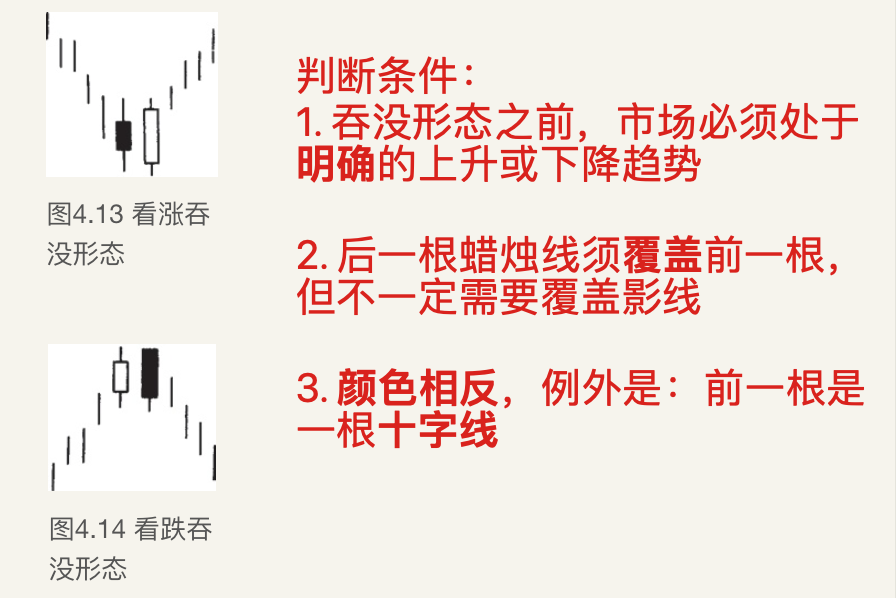 图4.13 看涨吞
没形态
图4.14 看跌吞
没形态
判断条件：
1. 吞没形态之前，市场必须处于
明确的上升或下降趋势
2. 后一根蜡烛线须覆盖前一根，
但不一定需要覆盖影线
3. 颜色相反，例外是：前一根是
一根十字线